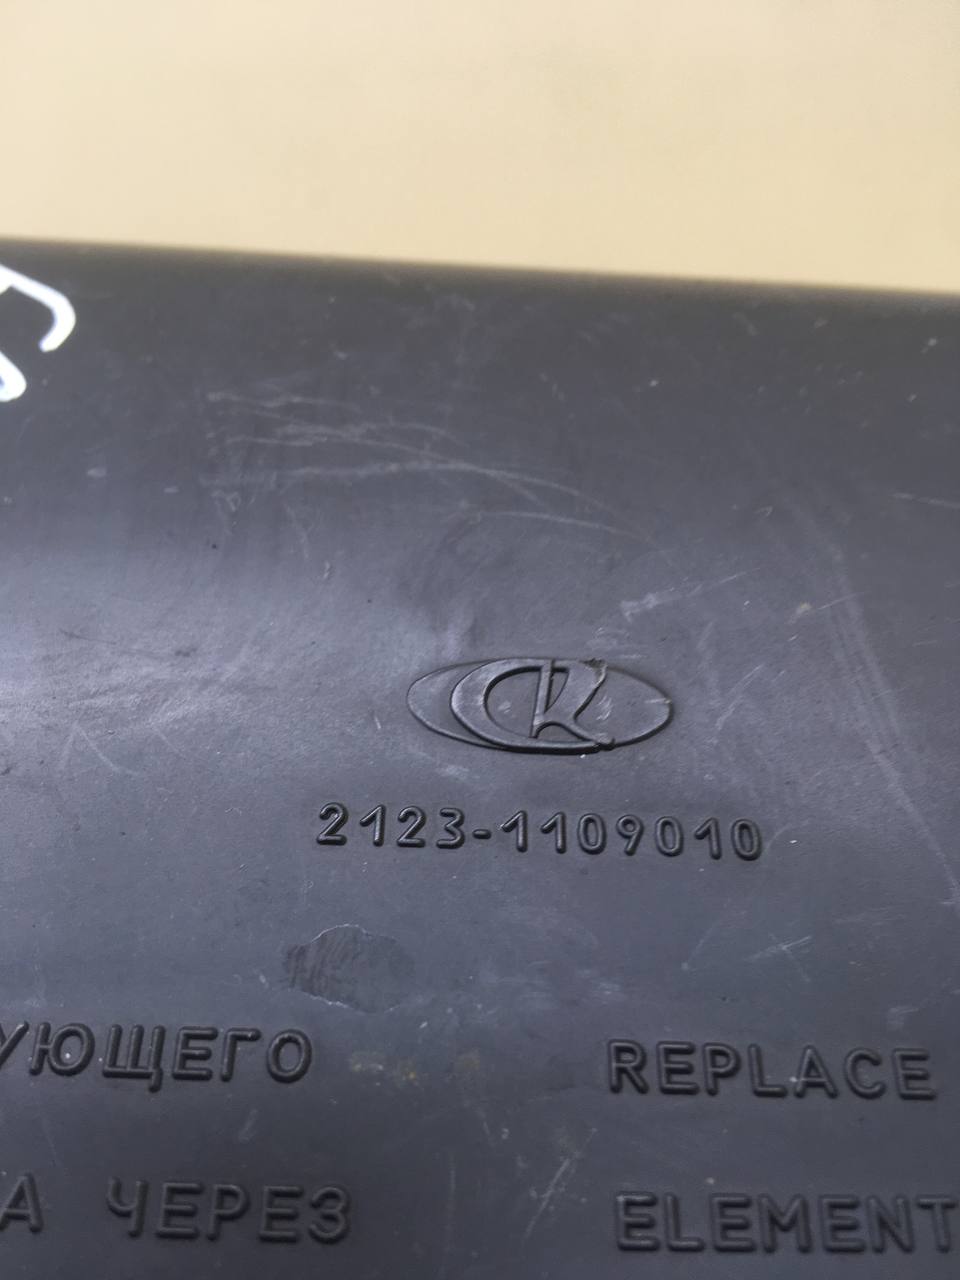 2123-1109010
УЮЩЕГО
REPLACE
А ЧЕРЕЗ
ELEMENT